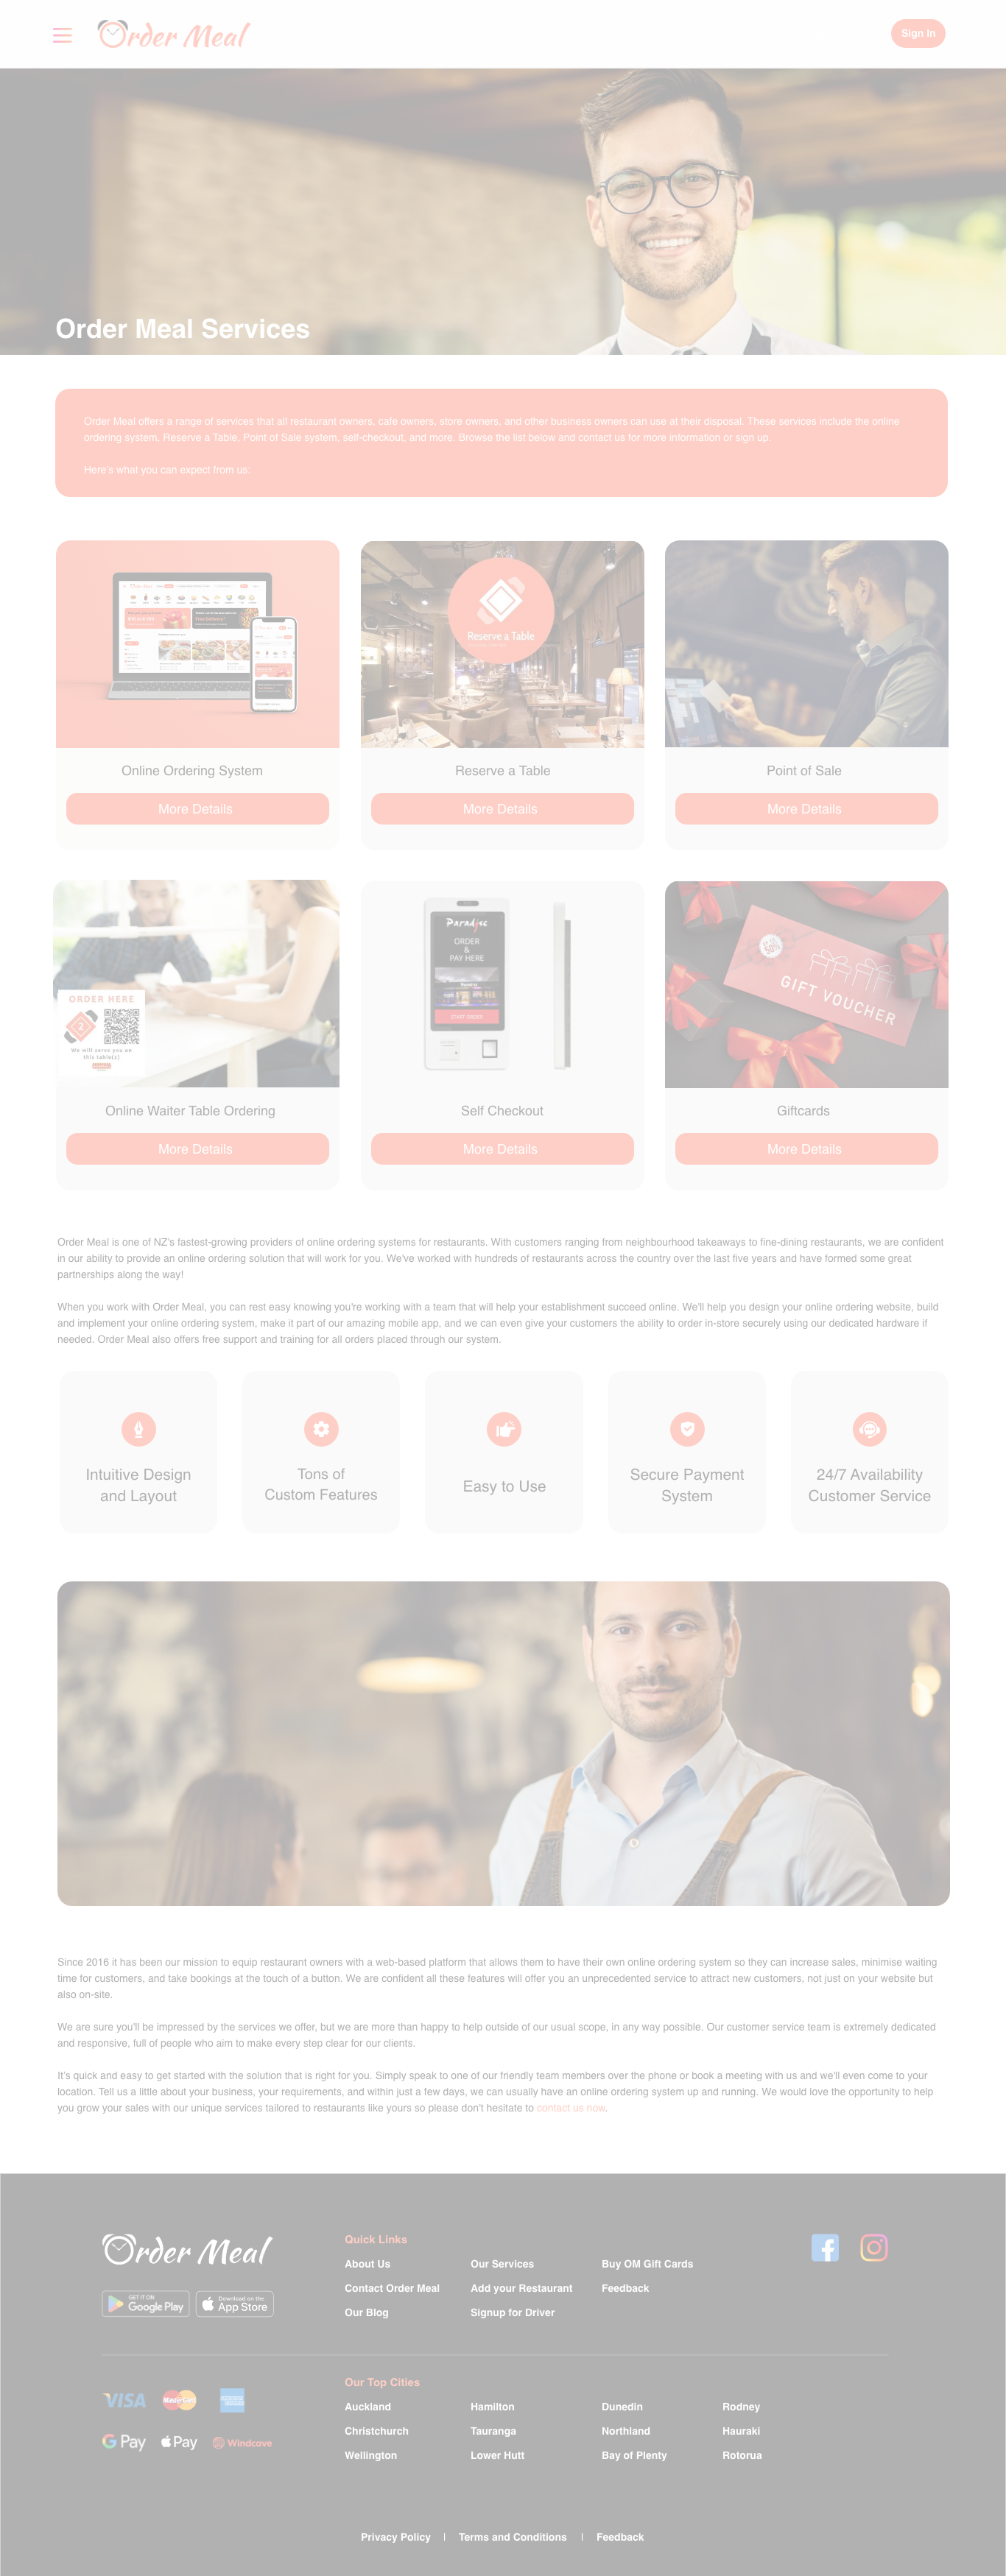 Order Meal
Sign In
Order Meal Services
Order Meal offers a range of services that all restaurant owners, cafe owners, store owners, and other business owners can use at their disposal. These services include the online
ordering system, Reserve a Table, Point of Sale system, self-checkout, and more. Browse the list below and contact us for more information or sign up.
Here's what you can expect from us:
Reserve a Table
Online Ordering System
Reserve a Table
Point of Sale
More Details
More Details
More Details
ORDER HERE
2
We will serve you on
this table(2)
Paradise
ORDER
&
PAY HERE
START ORDER
GIFT VOUCHER
Online Waiter Table Ordering
Self Checkout
Giftcards
More Details
More Details
More Details
Order Meal is one of NZ's fastest-growing providers of online ordering systems for restaurants. With customers ranging from neighbourhood takeaways to fine-dining restaurants, we are confident
in our ability to provide an online ordering solution that will work for you. We've worked with hundreds of restaurants across the country over the last five years and have formed some great
partnerships along the way!
When you work with Order Meal, you can rest easy knowing you're working with a team that will help your establishment succeed online. We'll help you design your online ordering website, build
and implement your online ordering system, make it part of our amazing mobile app, and we can even give your customers the ability to order in-store securely using our dedicated hardware if
needed. Order Meal also offers free support and training for all orders placed through our system.
Intuitive Design
and Layout
Tons of
Custom Features
Easy to Use
Secure Payment
System
24/7 Availability
Customer Service
Since 2016 it has been our mission to equip restaurant owners with a web-based platform that allows them to have their own online ordering system so they can increase sales, minimise waiting
time for customers, and take bookings at the touch of a button. We are confident all these features will offer you an unprecedented service to attract new customers, not just on your website but
also on-site.
We are sure you'll be impressed by the services we offer, but we are more than happy to help outside of our usual scope, in any way possible. Our customer service team is extremely dedicated
and responsive, full of people who aim to make every step clear for our clients.
It's quick and easy to get started with the solution that is right for you. Simply speak to one of our friendly team members over the phone or book a meeting with us and we'll even come to your
location. Tell us a little about your business, your requirements, and within just a few days, we can usually have an online ordering system up and running. We would love the opportunity to help
you grow your sales with our unique services tailored to restaurants like yours so please don't hesitate to contact us now.
Order Meal
GET IT ON
Google Play
Download on the
App Store
Quick Links
About Us
Our Services
Buy OM Gift Cards
Contact Order Meal
Add your Restaurant
Feedback
Our Blog
Signup for Driver
VISA
MasterCard
G Pay
Pay
Windcave
Our Top Cities
Auckland
Hamilton
Dunedin
Rodney
Christchurch
Tauranga
Northland
Hauraki
Wellington
Lower Hutt
Bay of Plenty
Rotorua
Privacy Policy | Terms and Conditions | Feedback